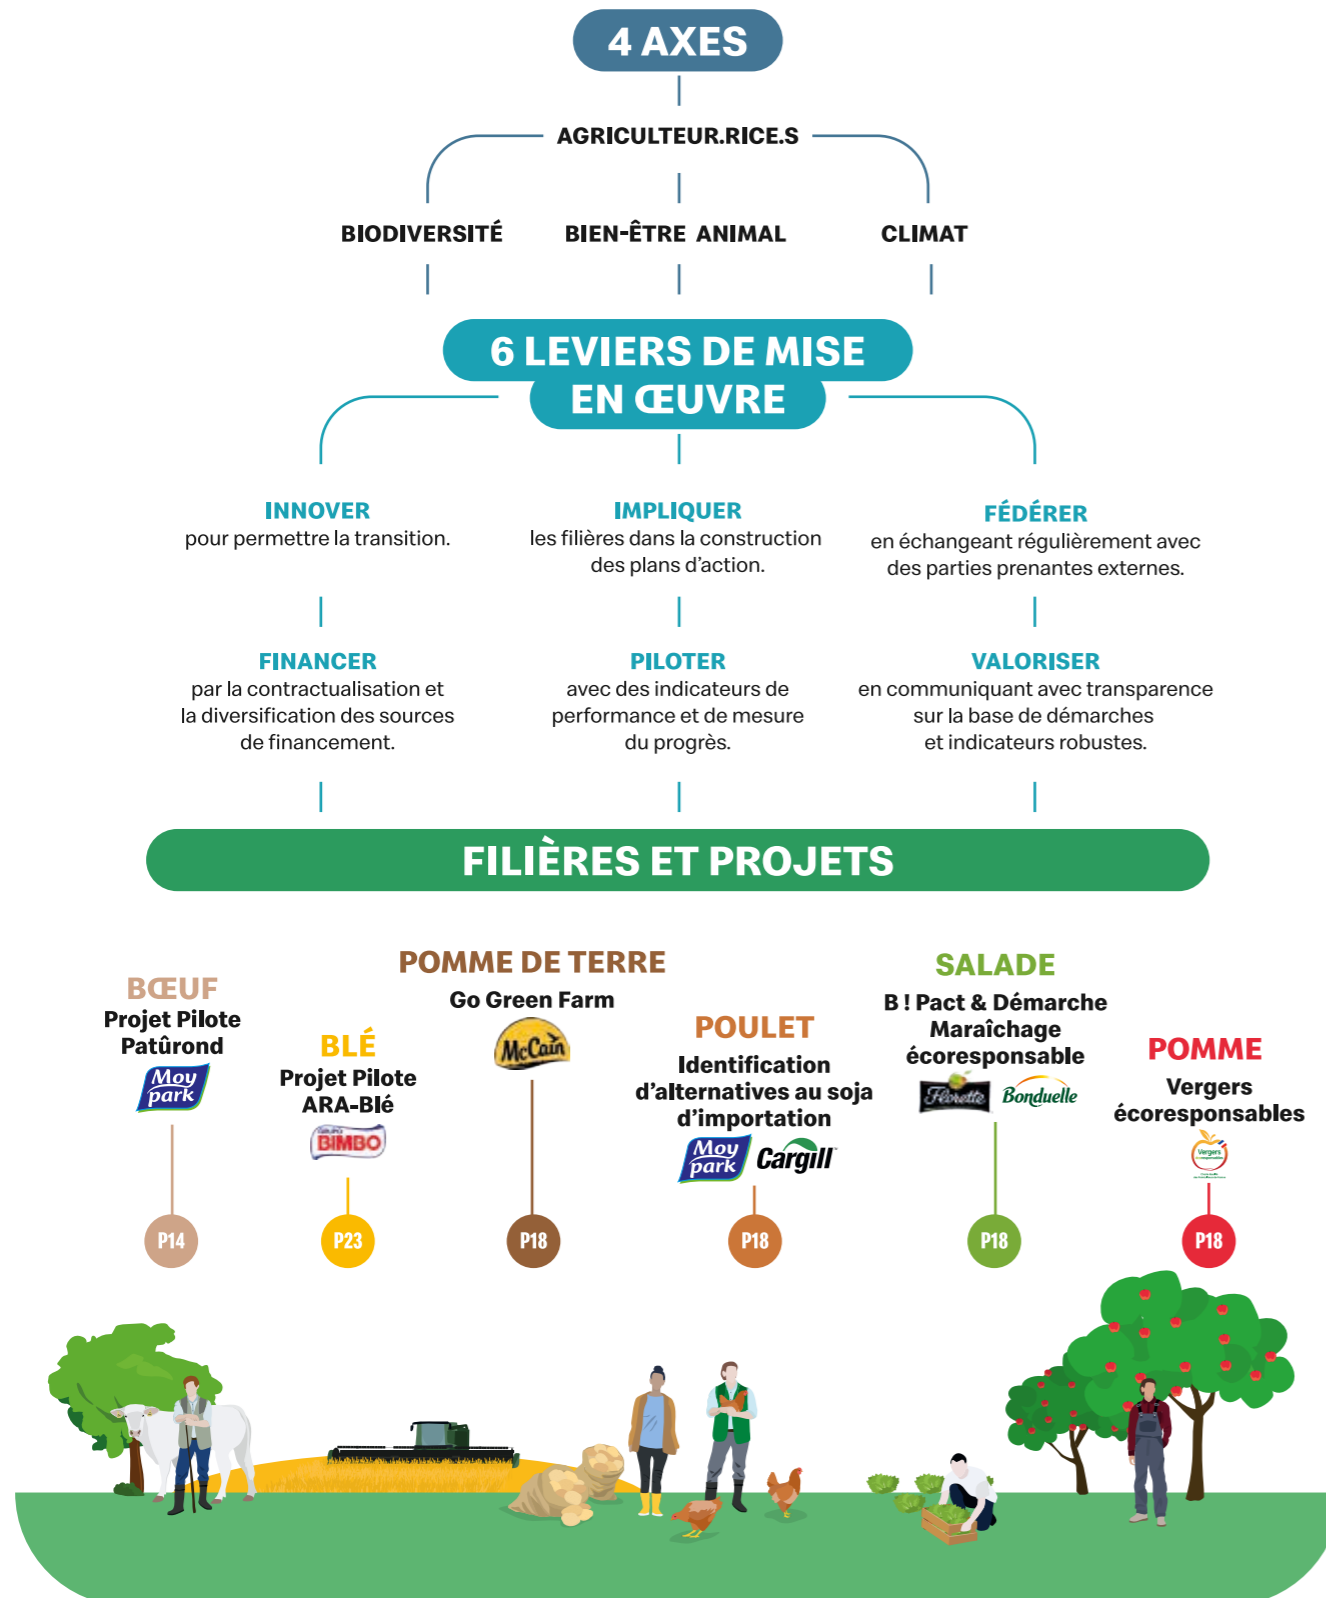 4 AXES
AGRICULTEUR.RICE.S
BIODIVERSITÉ
BIEN-ÊTRE ANIMAL
CLIMAT
6 LEVIERS DE MISE
EN ŒUVRE
INNOVER
pour permettre la transition.
IMPLIQUER
les filières dans la construction
des plans d'action.
FÉDÉRER
en échangeant régulièrement avec
des parties prenantes externes.
FINANCER
par la contractualisation et
la diversification des sources
de financement.
PILOTER
avec des indicateurs de
performance et de mesure
du progrès.
VALORISER
en communiquant avec transparence
sur la base de démarches
et indicateurs robustes.
FILIÈRES ET PROJETS
BŒUF
Projet Pilote
Patûrond
Moy
park
P14
BLÉ
Projet Pilote
ARA-Blé
GRUPO
BIMBO
P23
POMME DE TERRE
Go Green Farm
McCain
P18
POULET
Identification
d'alternatives au soja
d'importation
Moy
park
Cargill
P18
SALADE
B ! Pact & Démarche
Maraîchage
écoresponsable
Florette
Bonduelle
P18
POMME
Vergers
écoresponsables
Vergers
P18